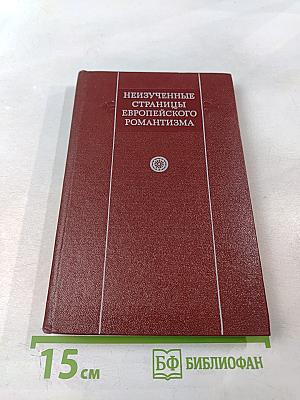 НЕИЗУЧЕННЫЕ
СТРАНИЦЫ
ЕВРОПЕЙСКОГО
РОМАНТИЗМА
15 см
БФ БИБЛИОФАН